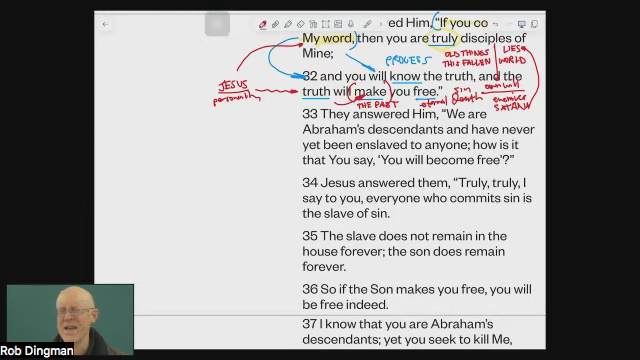 ed Him, “If you co
My word, then you are truly disciples of
Mine;
PROCESS
OLD THINGS
THIS FALLEN
LIES
WORLD
32 and you will know the truth, and the
truth will make you free.”
JESUS
personally
THE PAST
eternal
sin
death
own will
enemies
SATAN
33 They answered Him, “We are
Abraham’s descendants and have never
yet been enslaved to anyone; how is it
that You say, ‘You will become free’?”
34 Jesus answered them, “Truly, truly, I
say to you, everyone who commits sin is
the slave of sin.
35 The slave does not remain in the
house forever; the son does remain
forever.
36 So if the Son makes you free, you will
be free indeed.
37 I know that you are Abraham’s
descendants; yet you seek to kill Me,
Rob Dingman